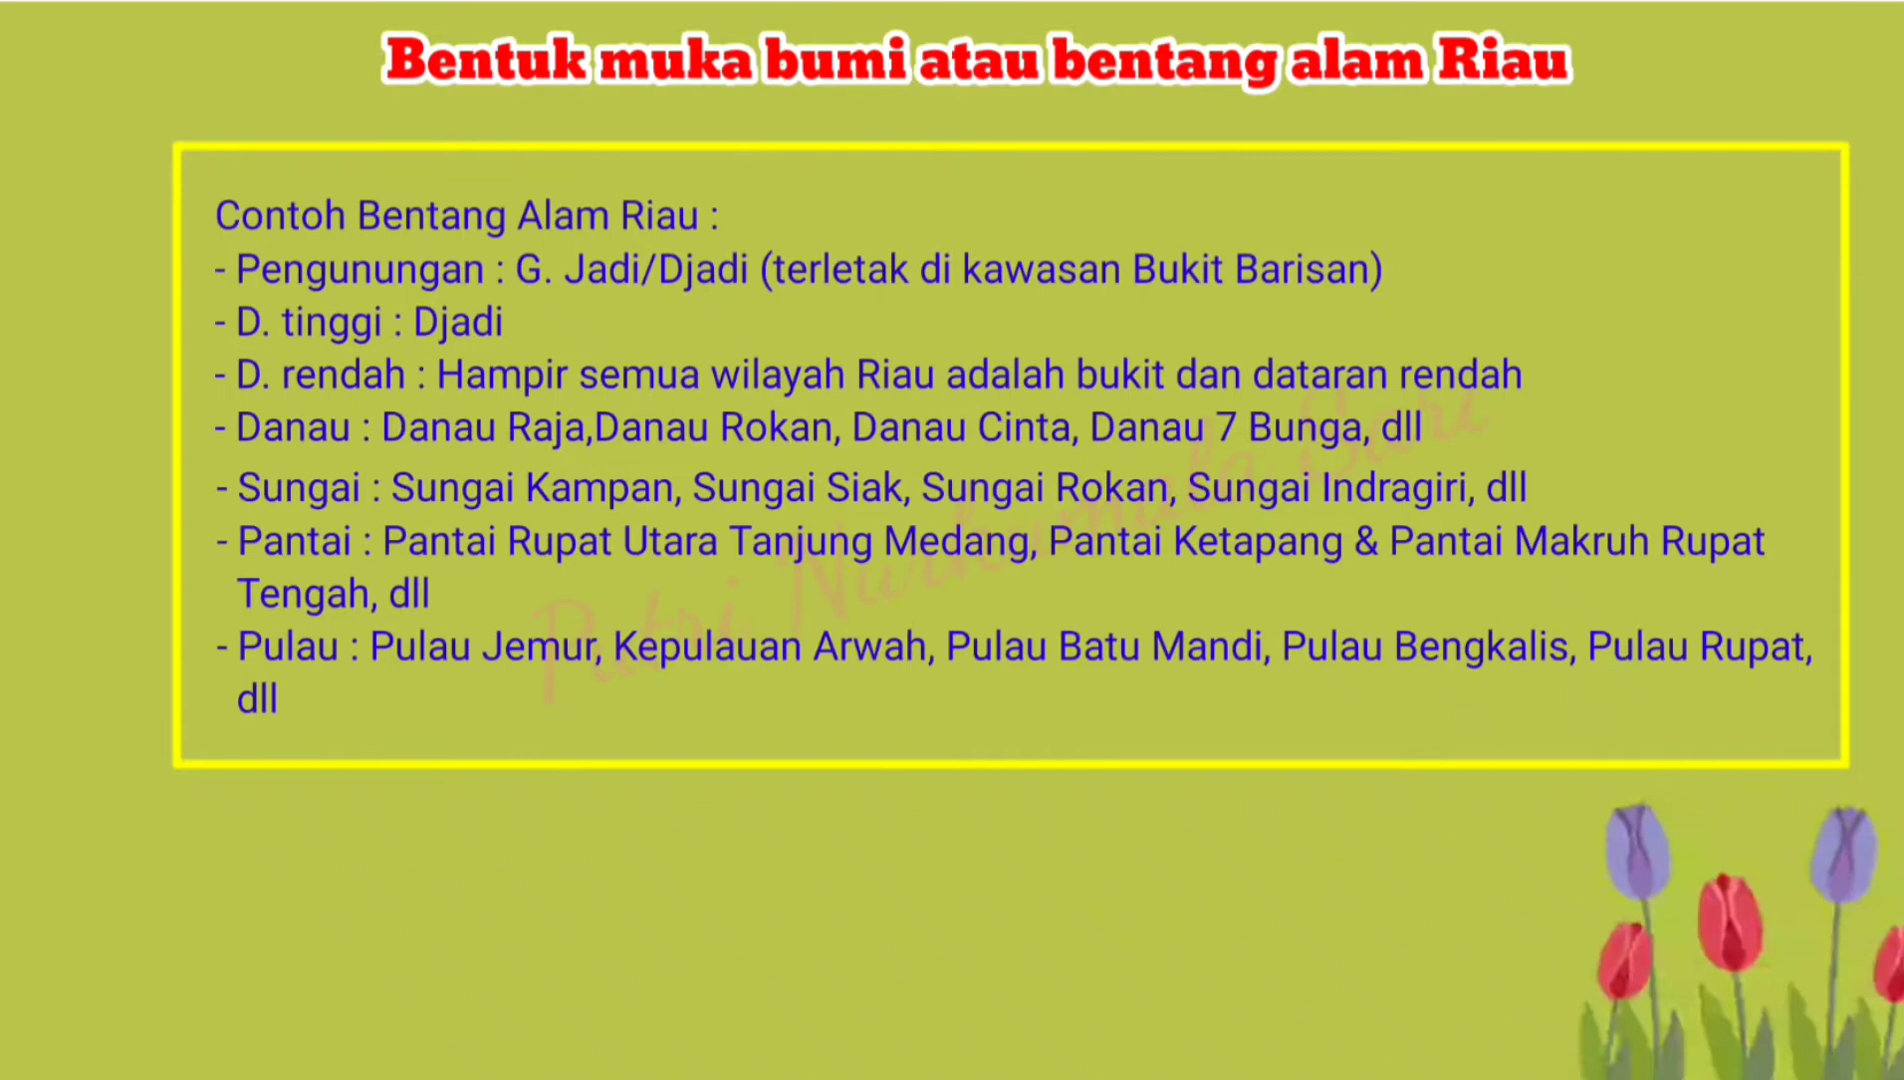 Bentuk muka bumi atau bentang alam Riau
Contoh Bentang Alam Riau :
- Pengunungan : G. Jadi/Djadi (terletak di kawasan Bukit Barisan)
- D. tinggi : Djadi
- D. rendah : Hampir semua wilayah Riau adalah bukit dan dataran rendah
- Danau : Danau Raja,Danau Rokan, Danau Cinta, Danau 7 Bunga, dll
- Sungai : Sungai Kampan, Sungai Siak, Sungai Rokan, Sungai Indragiri, dll
- Pantai : Pantai Rupat Utara Tanjung Medang, Pantai Ketapang & Pantai Makruh Rupat
Tengah, dll
- Pulau : Pulau Jemur, Kepulauan Arwah, Pulau Batu Mandi, Pulau Bengkalis, Pulau Rupat,
dll
Putri